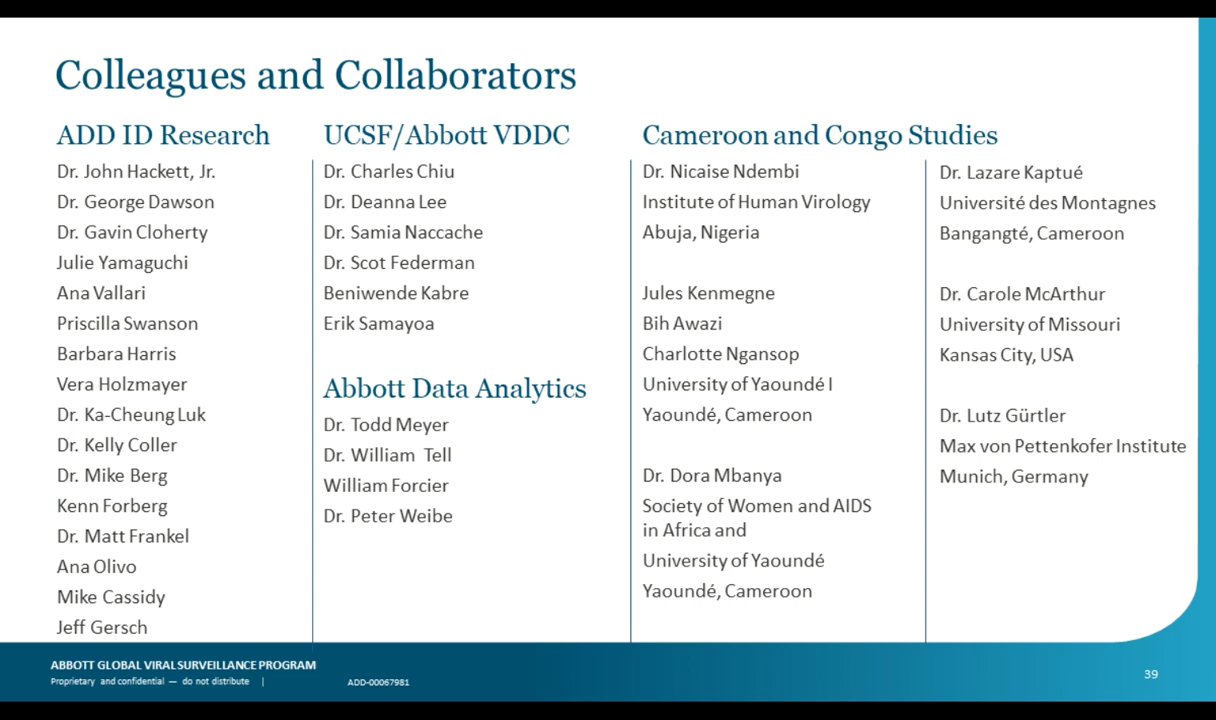 Colleagues and Collaborators
ADD ID Research
Dr. John Hackett, Jr.
Dr. George Dawson
Dr. Gavin Cloherty
Julie Yamaguchi
Ana Vallari
Priscilla Swanson
Barbara Harris
Vera Holzmayer
Dr. Ka-Cheung Luk
Dr. Kelly Coller
Dr. Mike Berg
Kenn Forberg
Dr. Matt Frankel
Ana Olivo
Mike Cassidy
Jeff Gersch
UCSF/Abbott VDDC
Dr. Charles Chiu
Dr. Deanna Lee
Dr. Samia Naccache
Dr. Scot Federman
Beniwende Kabre
Erik Samayoa
Abbott Data Analytics
Dr. Todd Meyer
Dr. William Tell
William Forcier
Dr. Peter Weibe
Cameroon and Congo Studies
Dr. Nicaise Ndembi
Institute of Human Virology
Abuja, Nigeria
Jules Kenmegne
Bih Awazi
Charlotte Ngansop
University of Yaoundé I
Yaoundé, Cameroon
Dr. Dora Mbanya
Society of Women and AIDS
in Africa and
University of Yaoundé
Yaoundé, Cameroon
Dr. Lazare Kaptué
Université des Montagnes
Bangangté, Cameroon
Dr. Carole McArthur
University of Missouri
Kansas City, USA
Dr. Lutz Gürtler
Max von Pettenkofer Institute
Munich, Germany
ABBOTT GLOBAL VIRAL SURVEILLANCE PROGRAM
Proprietary and confidential — do not distribute |
ADD-00067981
39